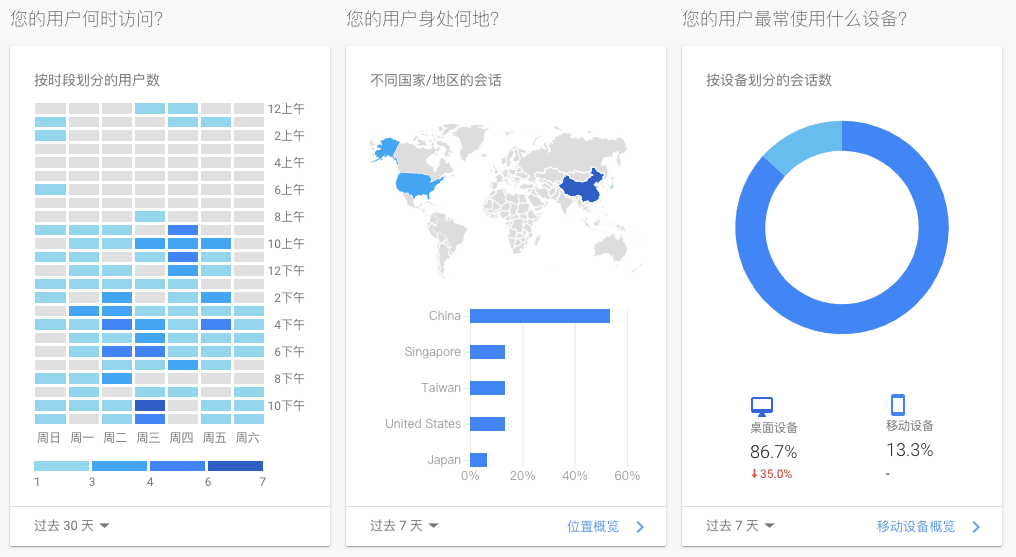 您的用户何时访问?
按时段划分的用户数
12上午
2上午
4上午
6上午
8上午
10上午
12下午
2下午
4下午
6下午
8下午
10下午
周日 周一 周二 周三 周四 周五 周六
1 3 4 6 7
过去 30 天
您的用户身处何地?
不同国家/地区的会话
China
Singapore
Taiwan
United States
Japan
0% 20% 40% 60%
过去 7 天
位置概览
您的用户最常使用什么设备?
按设备划分的会话数
桌面设备
86.7%
35.0%
移动设备
13.3%
-
过去 7 天
移动设备概览